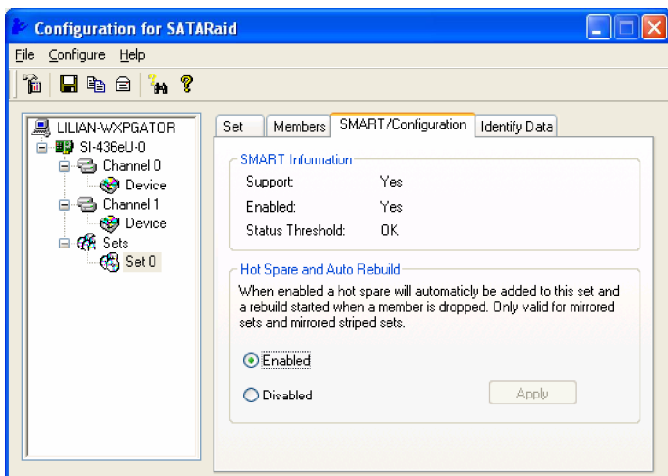 Configuration for SATARaid
File Configure Help
LILIAN-WXPGATOR
SI-436eU-0
Channel 0
Device
Channel 1
Device
Sets
Set 0
Set Members SMART/Configuration Identify Data
SMART Information
Support: Yes
Enabled: Yes
Status Threshold: OK
Hot Spare and Auto Rebuild
When enabled a hot spare will automaticly be added to this set and
a rebuild started when a member is dropped. Only valid for mirrored
sets and mirrored striped sets.
Enabled
Disabled
Apply